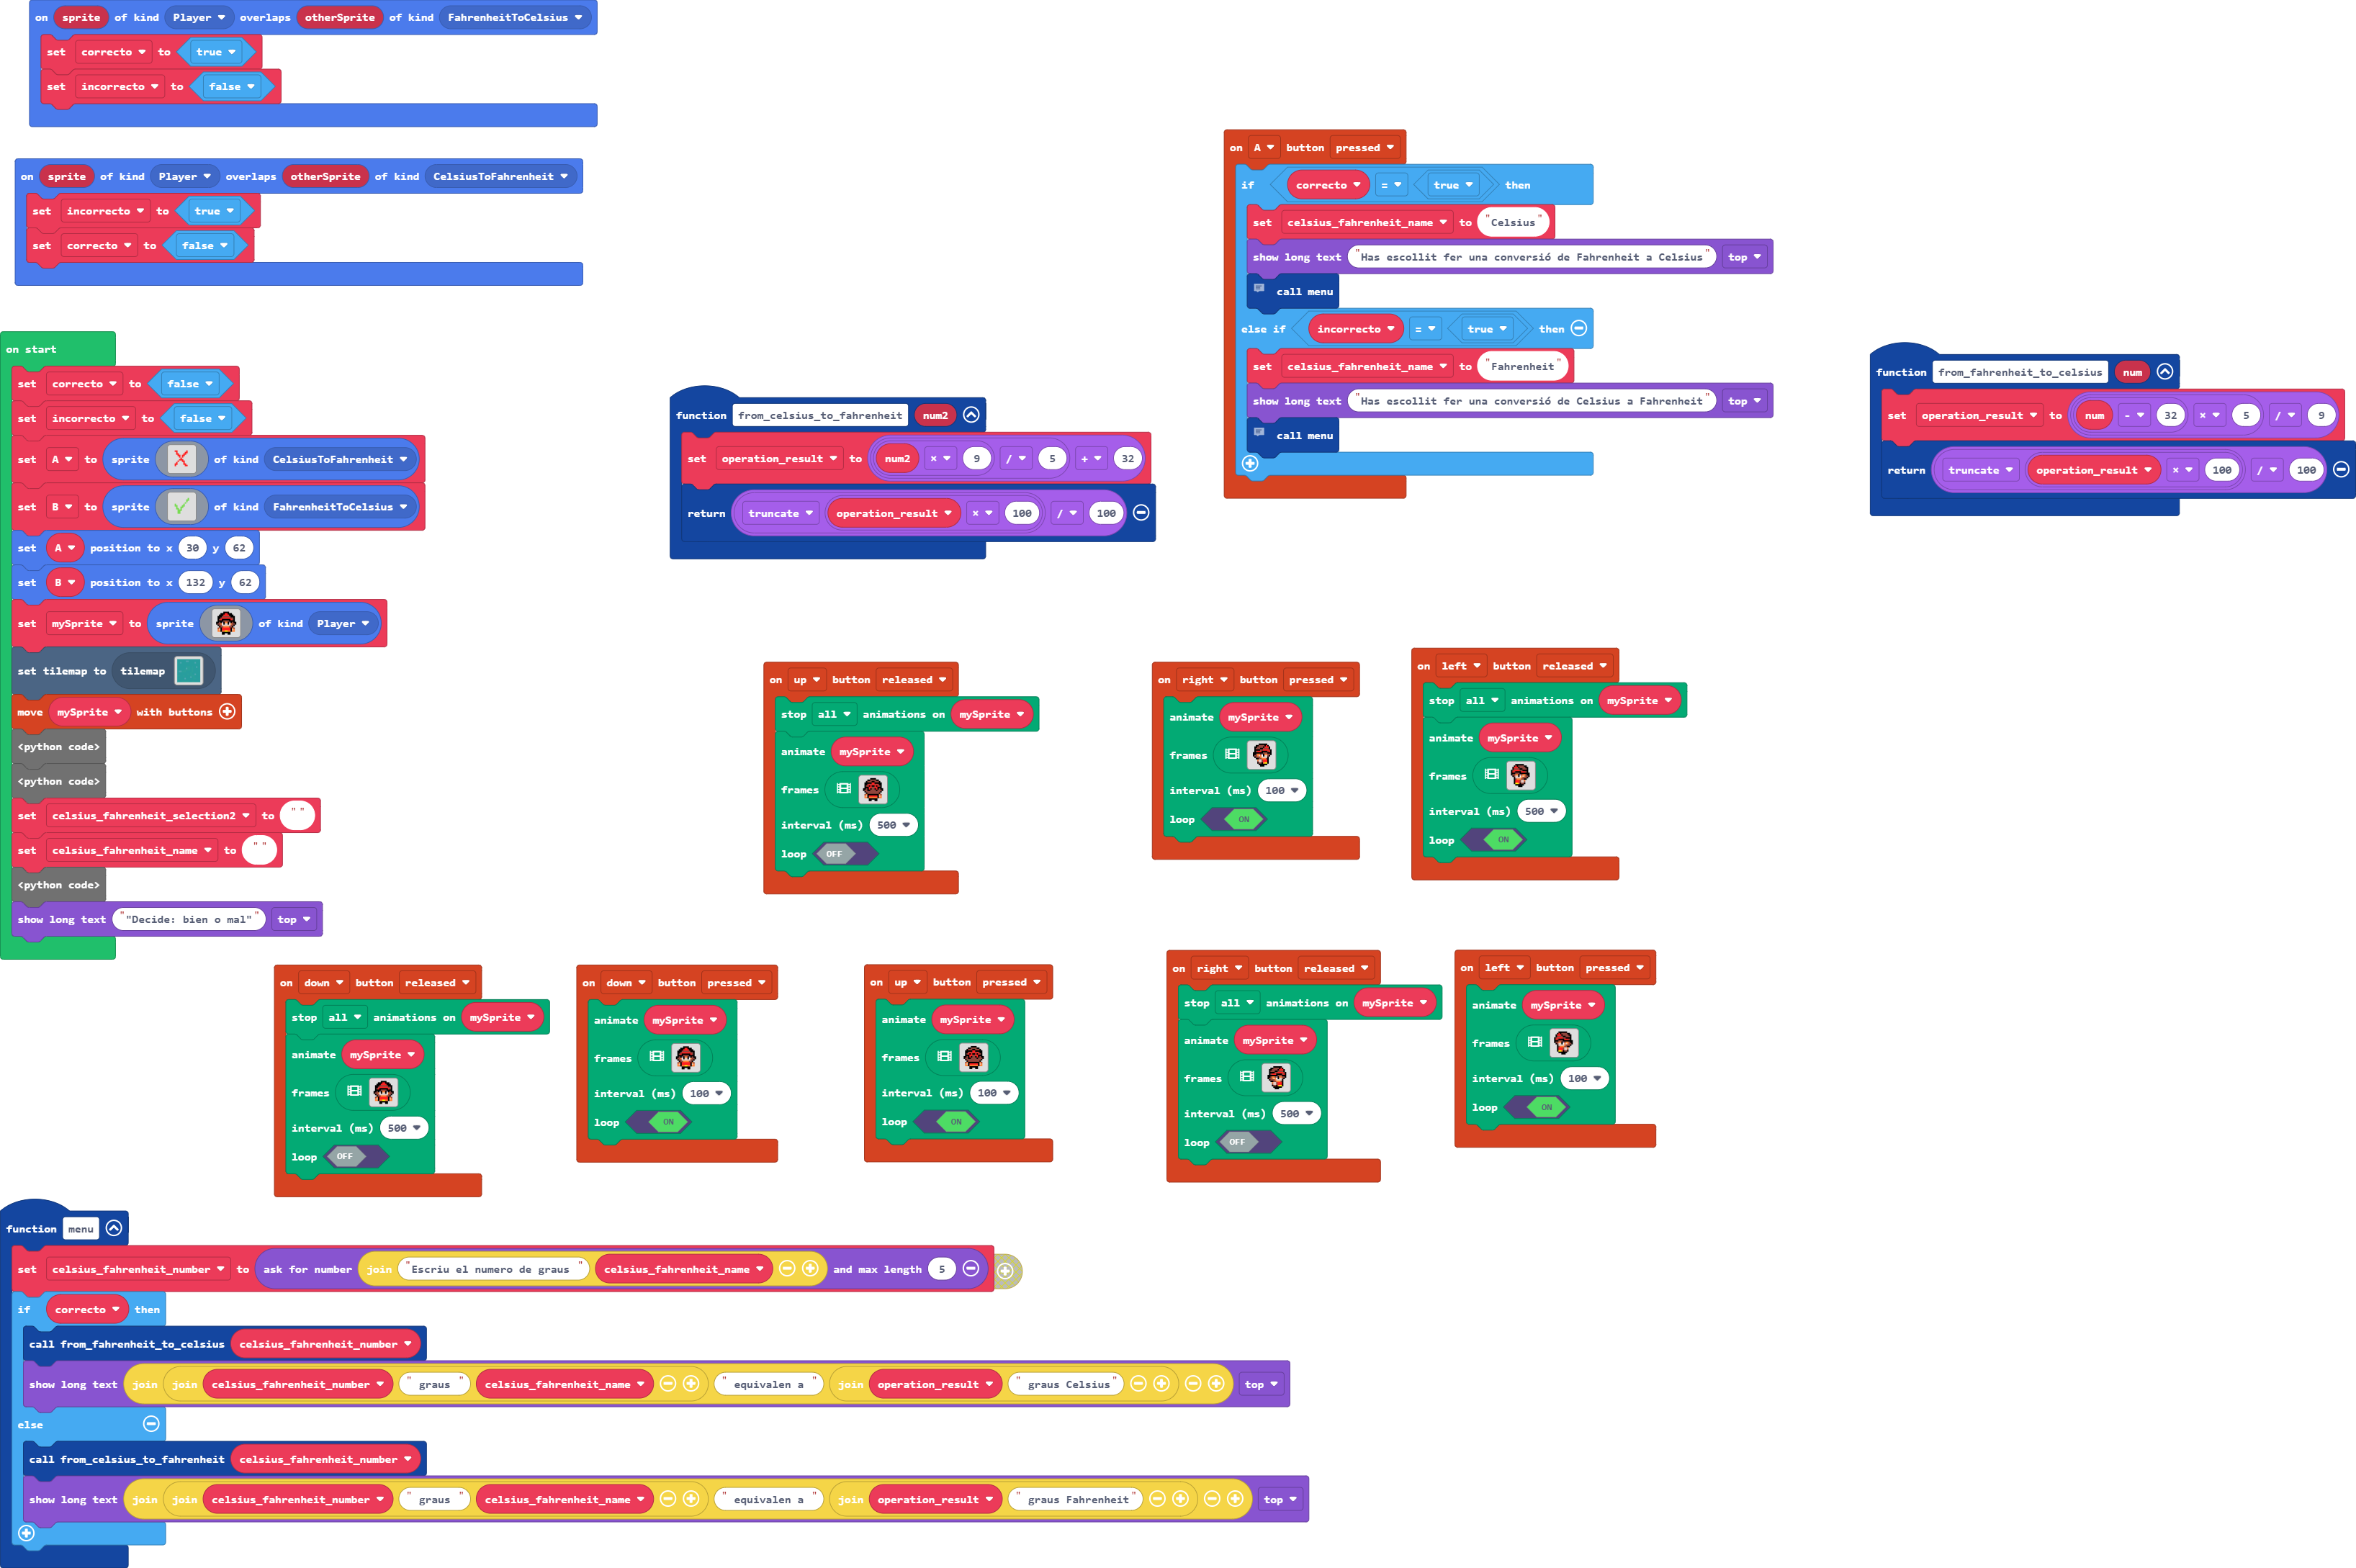 on sprite of kind Player overlaps otherSprite of kind FahrenheitToCelsius
set correcto to true
set incorrecto to false
on sprite of kind Player overlaps otherSprite of kind CelsiusToFahrenheit
set incorrecto to true
set correcto to false
on start
set correcto to false
set incorrecto to false
set A to sprite of kind CelsiusToFahrenheit
set B to sprite of kind FahrenheitToCelsius
set A position to x 30 y 62
set B position to x 132 y 62
set mySprite to sprite of kind Player
set tilemap to tilemap
move mySprite with buttons
<python code>
<python code>
set celsius_fahrenheit_selection2 to " "
set celsius_fahrenheit_name to " "
<python code>
show long text ""Decide: bien o mal"" top
function from_celsius_to_fahrenheit num2
set operation_result to num2 × 9 / 5 + 32
return truncate operation_result × 100 / 100
on A button pressed
if correcto = true then
set celsius_fahrenheit_name to "Celsius"
show long text "Has escollit fer una conversió de Fahrenheit a Celsius" top
call menu
else if incorrecto = true then
set celsius_fahrenheit_name to "Fahrenheit"
show long text "Has escollit fer una conversió de Celsius a Fahrenheit" top
call menu
function from_fahrenheit_to_celsius num
set operation_result to num - 32 × 5 / 9
return truncate operation_result × 100 / 100
on up button released
stop all animations on mySprite
animate mySprite
frames
interval (ms) 500
loop OFF
on right button pressed
animate mySprite
frames
interval (ms) 100
loop ON
on left button released
stop all animations on mySprite
animate mySprite
frames
interval (ms) 500
loop ON
on down button released
stop all animations on mySprite
animate mySprite
frames
interval (ms) 500
loop OFF
on down button pressed
animate mySprite
frames
interval (ms) 100
loop ON
on up button pressed
animate mySprite
frames
interval (ms) 100
loop ON
on right button released
stop all animations on mySprite
animate mySprite
frames
interval (ms) 500
loop OFF
on left button pressed
animate mySprite
frames
interval (ms) 100
loop ON
function menu
set celsius_fahrenheit_number to ask for number join "Escriu el numero de graus " celsius_fahrenheit_name and max length 5
if correcto then
call from_fahrenheit_to_celsius celsius_fahrenheit_number
show long text join join celsius_fahrenheit_number " graus " celsius_fahrenheit_name " equivalen a " join operation_result " graus Celsius" top
else
call from_celsius_to_fahrenheit celsius_fahrenheit_number
show long text join join celsius_fahrenheit_number " graus " celsius_fahrenheit_name " equivalen a " join operation_result " graus Fahrenheit" top